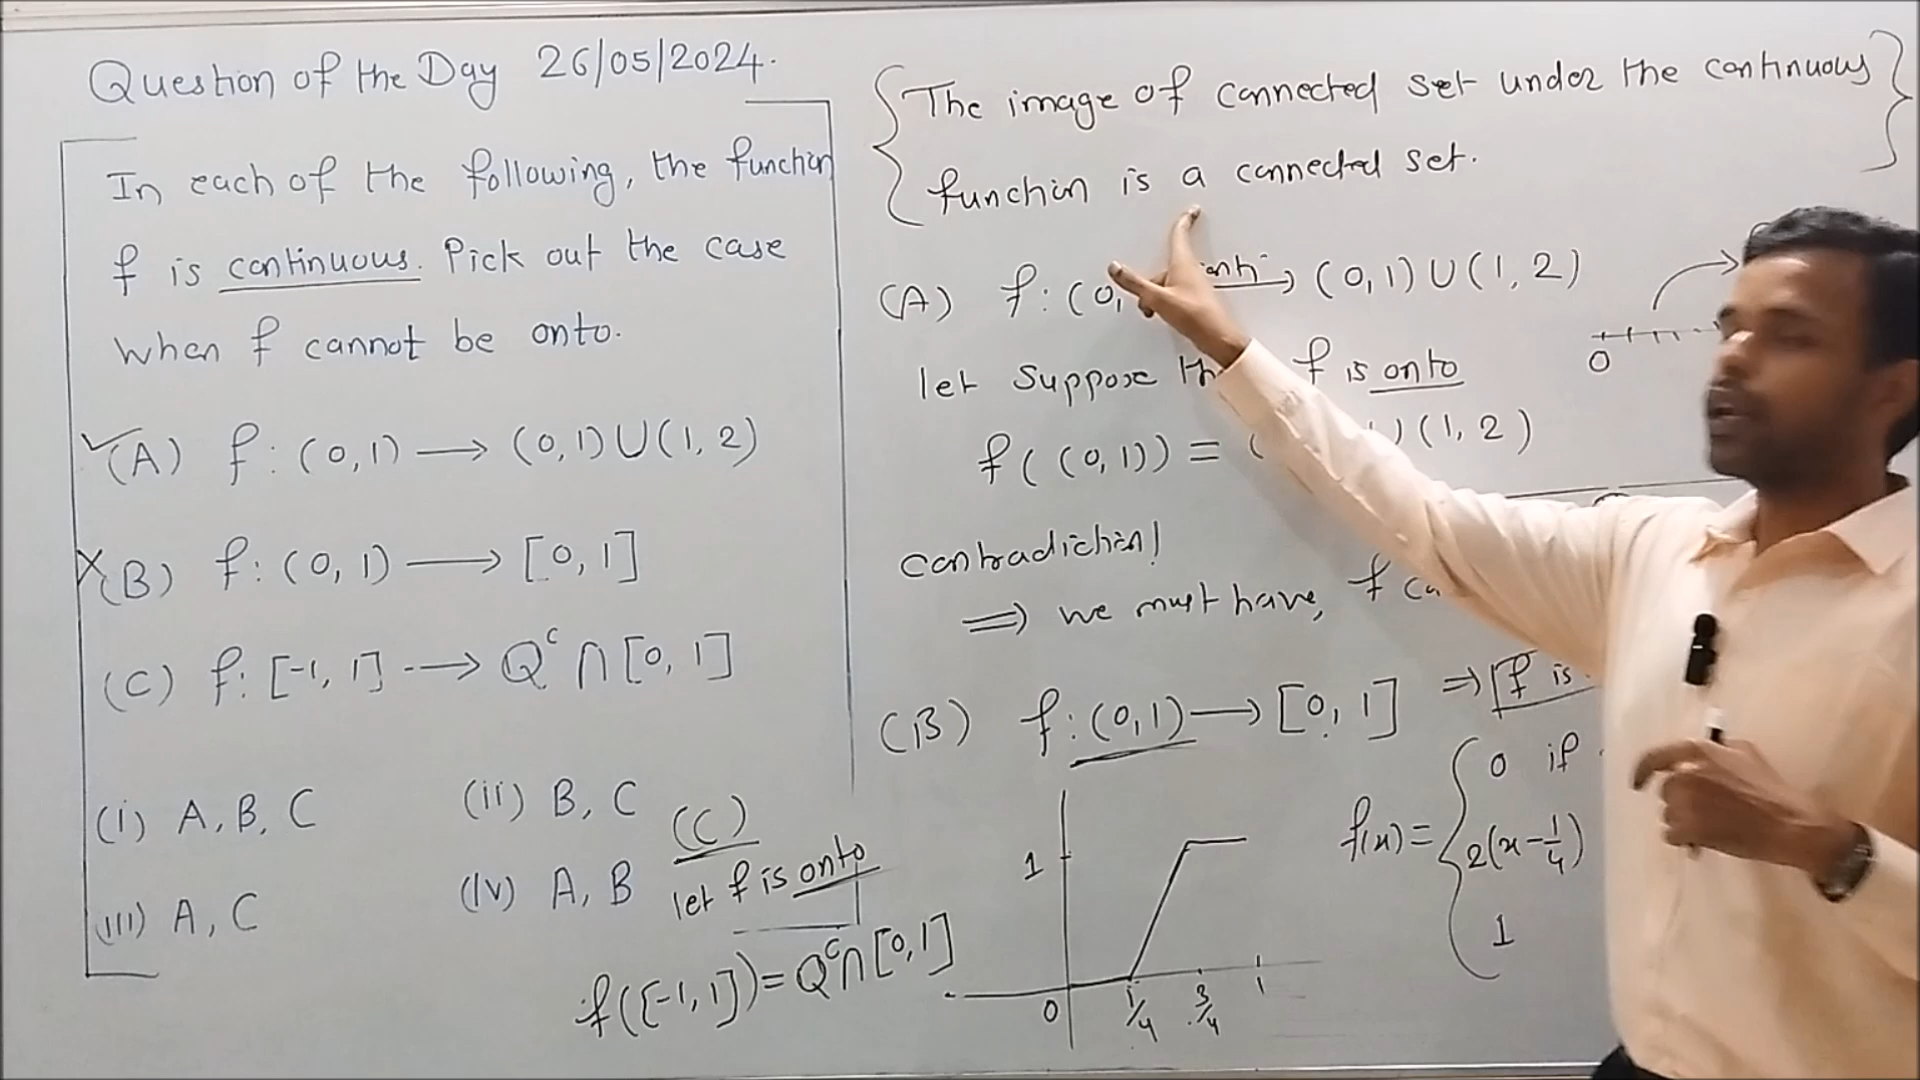 Question of the Day 26/05/2024.
In each of the following, the function
f is continuous. Pick out the case
when f cannot be onto.
(A) f : (0, 1) → (0, 1) ∪ (1, 2)
(B) f : (0, 1) → [0, 1]
(C) f : [-1, 1] → Q^c ∩ [0, 1]
(i) A, B, C
(ii) B, C
(iii) A, C
(iv) A, B
(C)
let f is onto
f([-1, 1]) = Q^c ∩ [0, 1]
{ The image of connected set under the continuous
function is a connected set. }
(A) f : (0, → (0, 1) ∪ (1, 2)
0
let suppose f is onto
f((0, 1)) = ( ) (1, 2)
contradiction!
⇒ we must have, f
(B) f : (0, 1) → [0, 1] ⇒ f is
f(x) = { 0 if
2(x - 1/4)
1
1
0 1/4 3/4 1